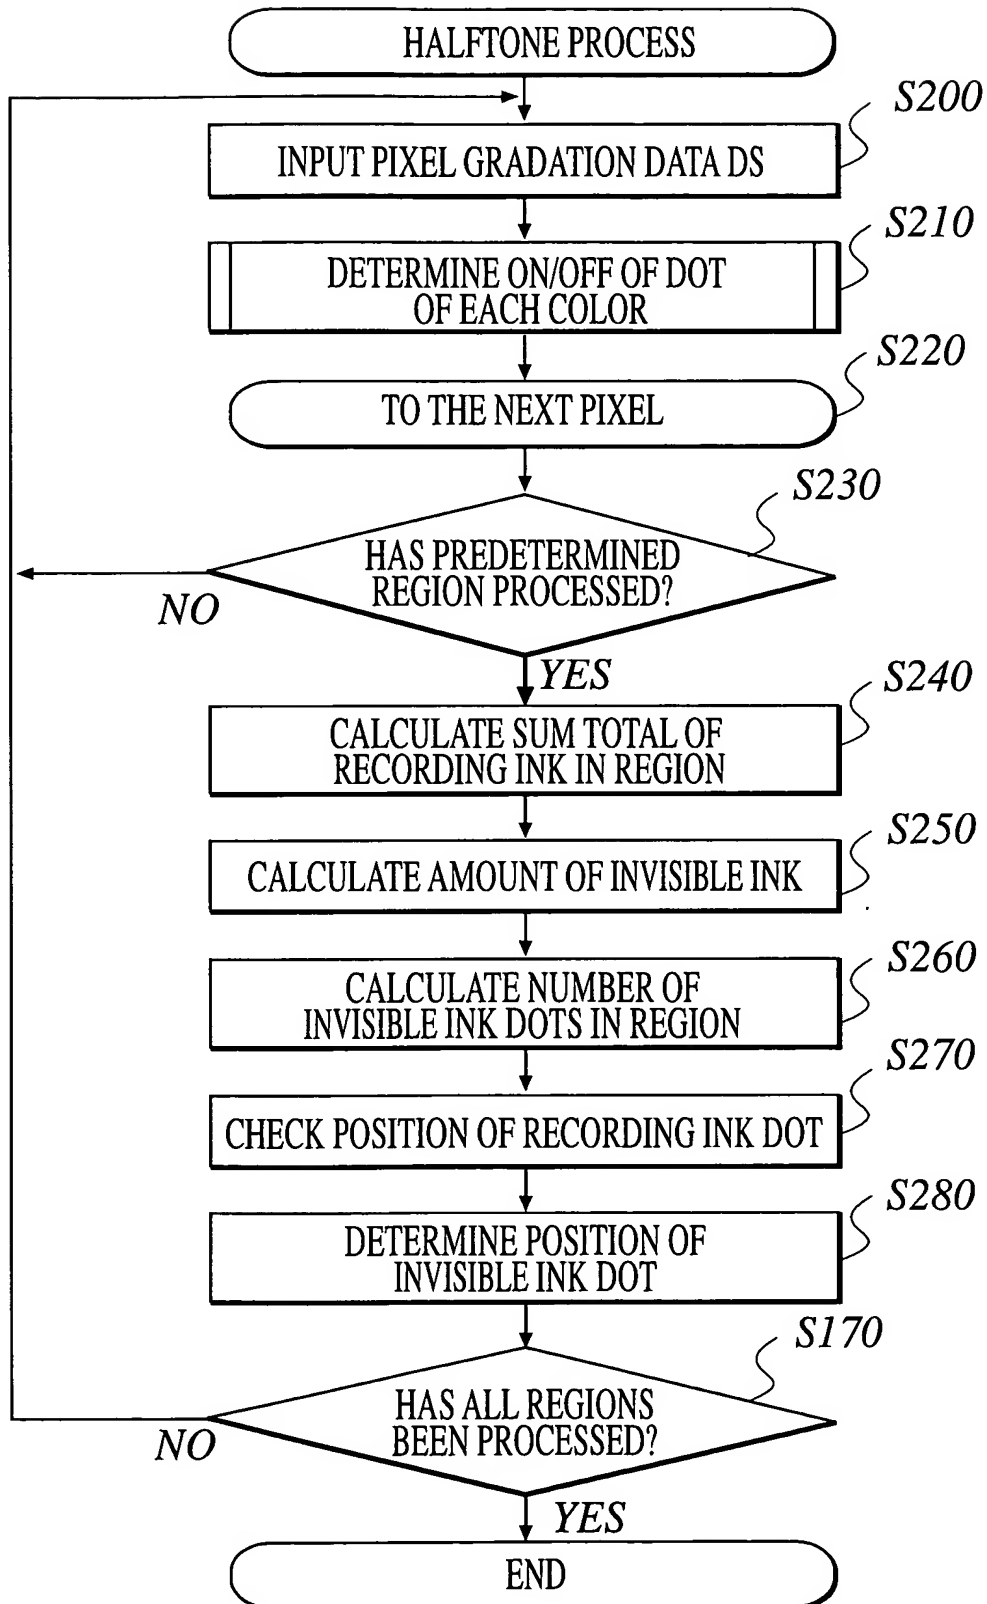 HALFTONE PROCESS
S200
INPUT PIXEL GRADATION DATA DS
S210
DETERMINE ON/OFF OF DOT
OF EACH COLOR
S220
TO THE NEXT PIXEL
S230
HAS PREDETERMINED
REGION PROCESSED?
NO
YES
S240
CALCULATE SUM TOTAL OF
RECORDING INK IN REGION
S250
CALCULATE AMOUNT OF INVISIBLE INK
S260
CALCULATE NUMBER OF
INVISIBLE INK DOTS IN REGION
S270
CHECK POSITION OF RECORDING INK DOT
S280
DETERMINE POSITION OF
INVISIBLE INK DOT
S170
HAS ALL REGIONS
BEEN PROCESSED?
NO
YES
END